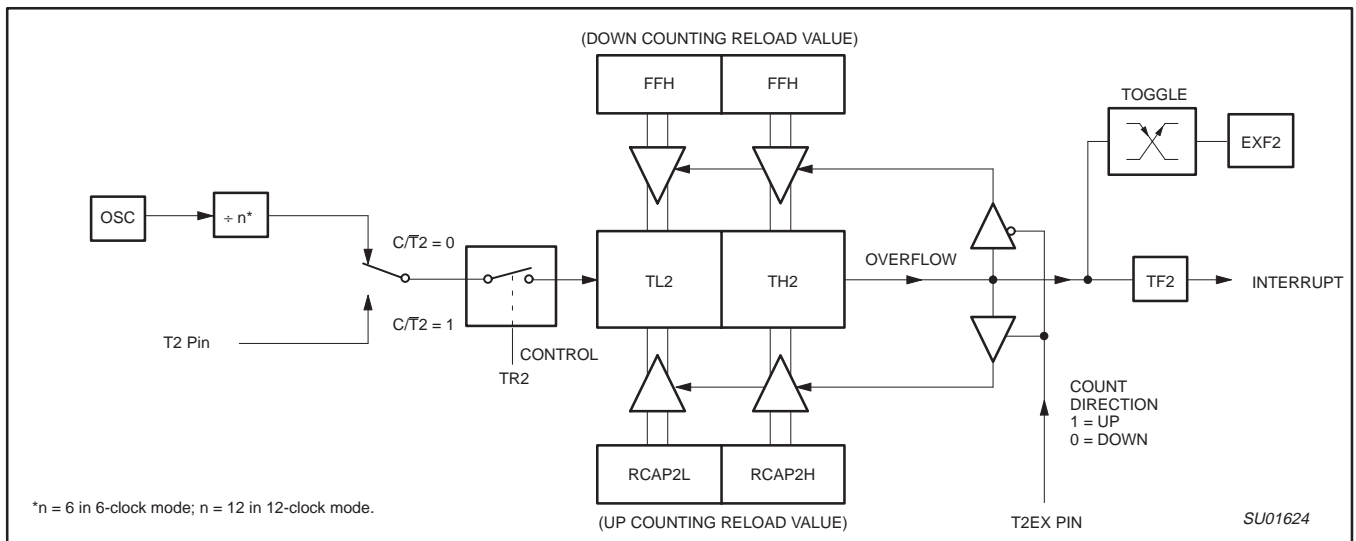 (DOWN COUNTING RELOAD VALUE)
FFH FFH
TOGGLE
EXF2
OSC
÷ n*
C/T̅2 = 0
TL2 TH2
OVERFLOW
TF2
INTERRUPT
C/T̅2 = 1
T2 Pin
CONTROL
TR2
COUNT
DIRECTION
1 = UP
0 = DOWN
RCAP2L RCAP2H
(UP COUNTING RELOAD VALUE)
T2EX PIN
*n = 6 in 6-clock mode; n = 12 in 12-clock mode.
SU01624